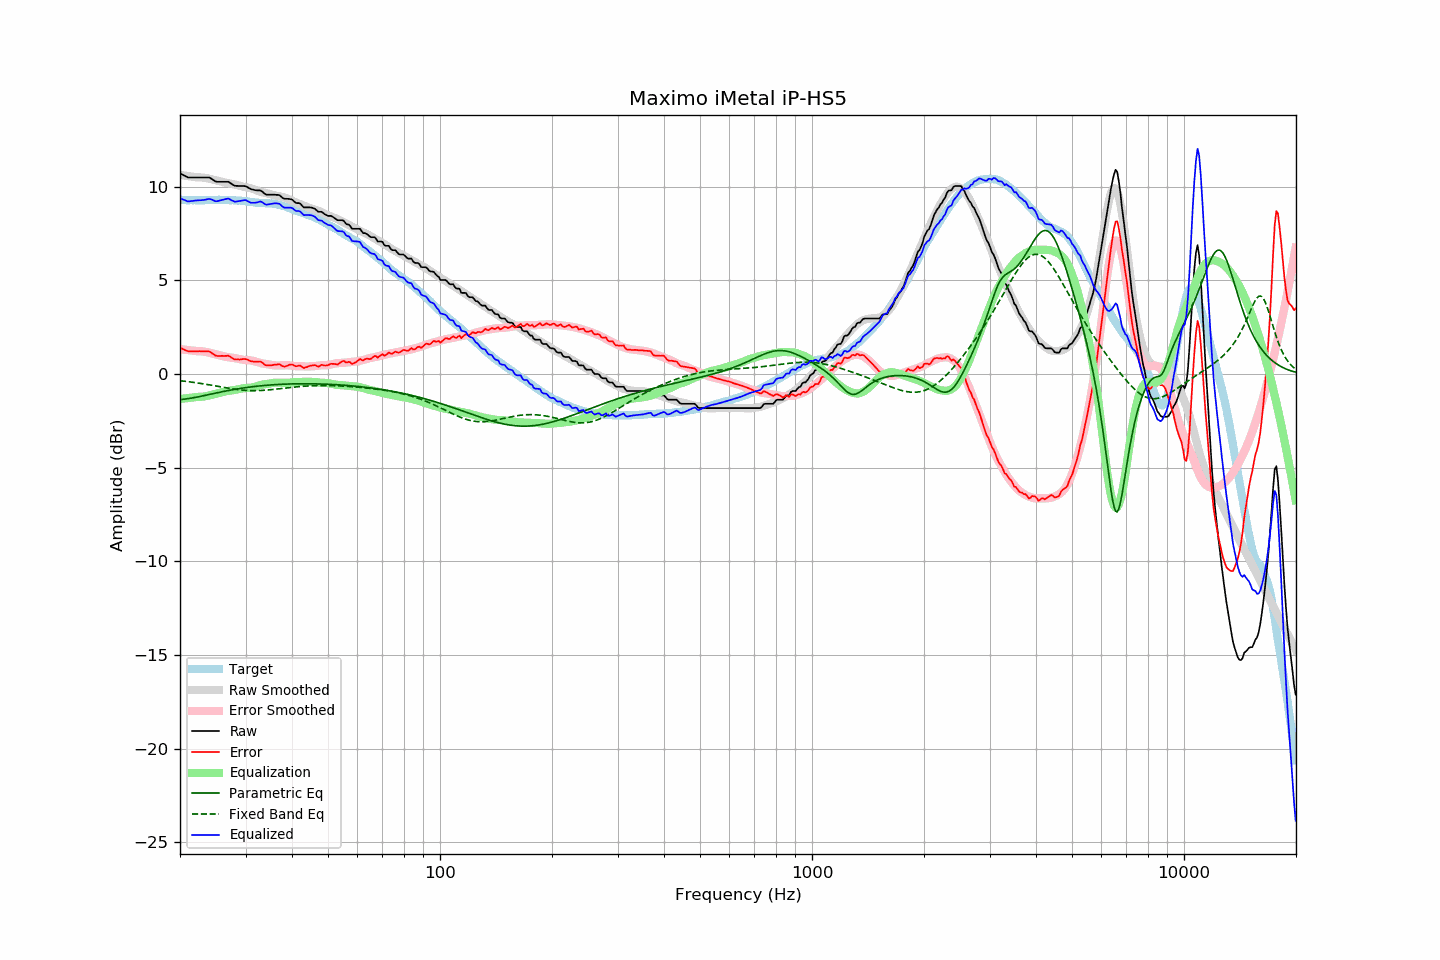 Maximo iMetal iP-HS5
Amplitude (dBr)
10
5
0
−5
−10
−15
−20
−25
Target
Raw Smoothed
Error Smoothed
Raw
Error
Equalization
Parametric Eq
Fixed Band Eq
Equalized
100
1000
10000
Frequency (Hz)